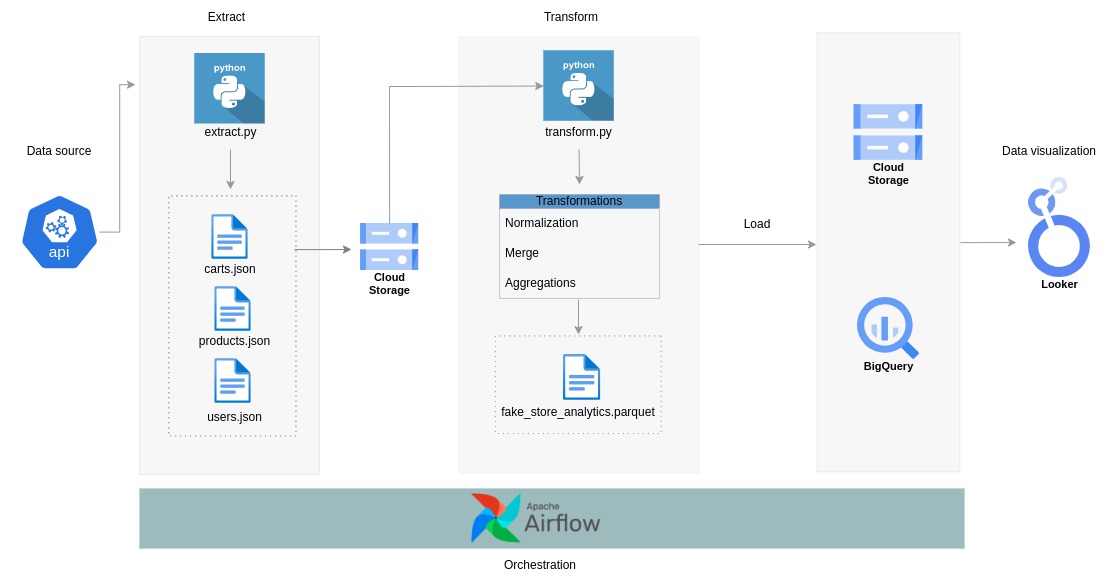 Extract
Transform
python
extract.py
python
transform.py
Data source
api
carts.json
products.json
users.json
Cloud
Storage
Transformations
Normalization
Merge
Aggregations
fake_store_analytics.parquet
Load
Cloud
Storage
BigQuery
Data visualization
Looker
Apache
Airflow
Orchestration